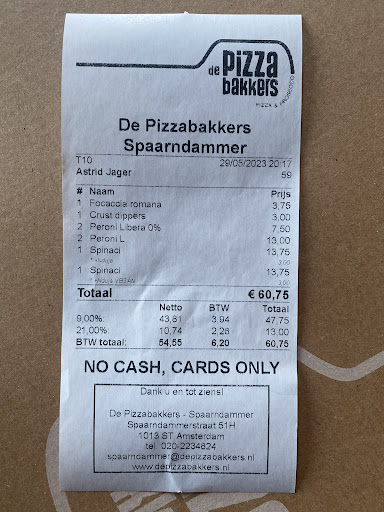 de PIZZA
bakkers
PIZZA &
De Pizzabakkers
Spaarndammer
T10 29/05/2023 20:17
Astrid Jager 59
# Naam Prijs
1 Focaccia romana 3,75
1 Crust dippers 3,00
2 Peroni Libera 0% 7,50
2 Peroni L 13,00
1 Spinaci 13,75
3,00
1 Spinaci 13,75
3,00
Totaal € 60,75
Netto BTW Totaal
9,00%: 43,81 3,94 47,75
21,00%: 10,74 2,26 13,00
BTW totaal: 54,55 6,20 60,75
NO CASH, CARDS ONLY
Dank u en tot ziens!
De Pizzabakkers - Spaarndammer
Spaarndammerstraat 51H
1013 ST Amsterdam
tel. 020-2234624
spaarndammer@depizzabakkers.nl
www.depizzabakkers.nl